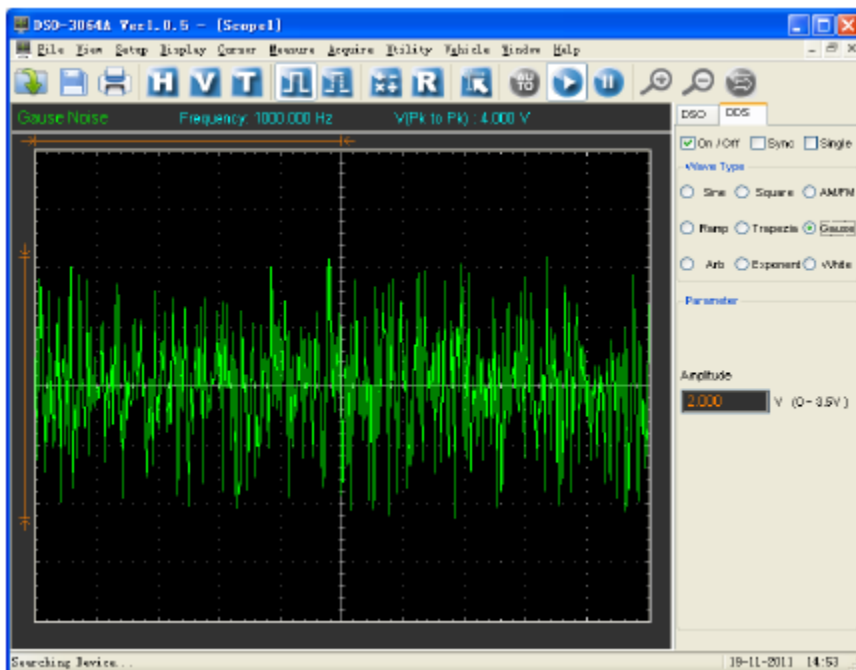 DSO-3064A Ver1.0.5 - [Scope1]
File View Setup Display Cursor Measure Acquire Utility Vehicle Window Help
H V T R AUTO
Gause Noise Frequency: 1000.000 Hz V(Pk to Pk) : 4.000 V
DSO DDS
On / Off Sync Single
Wave Type
Sine Square AM/FM
Ramp Trapezia Gause
Arb Exponent White
Parameter
Amplitude
2.000 V (0 - 3.5V)
Searching Device... 19-11-2011 14:53